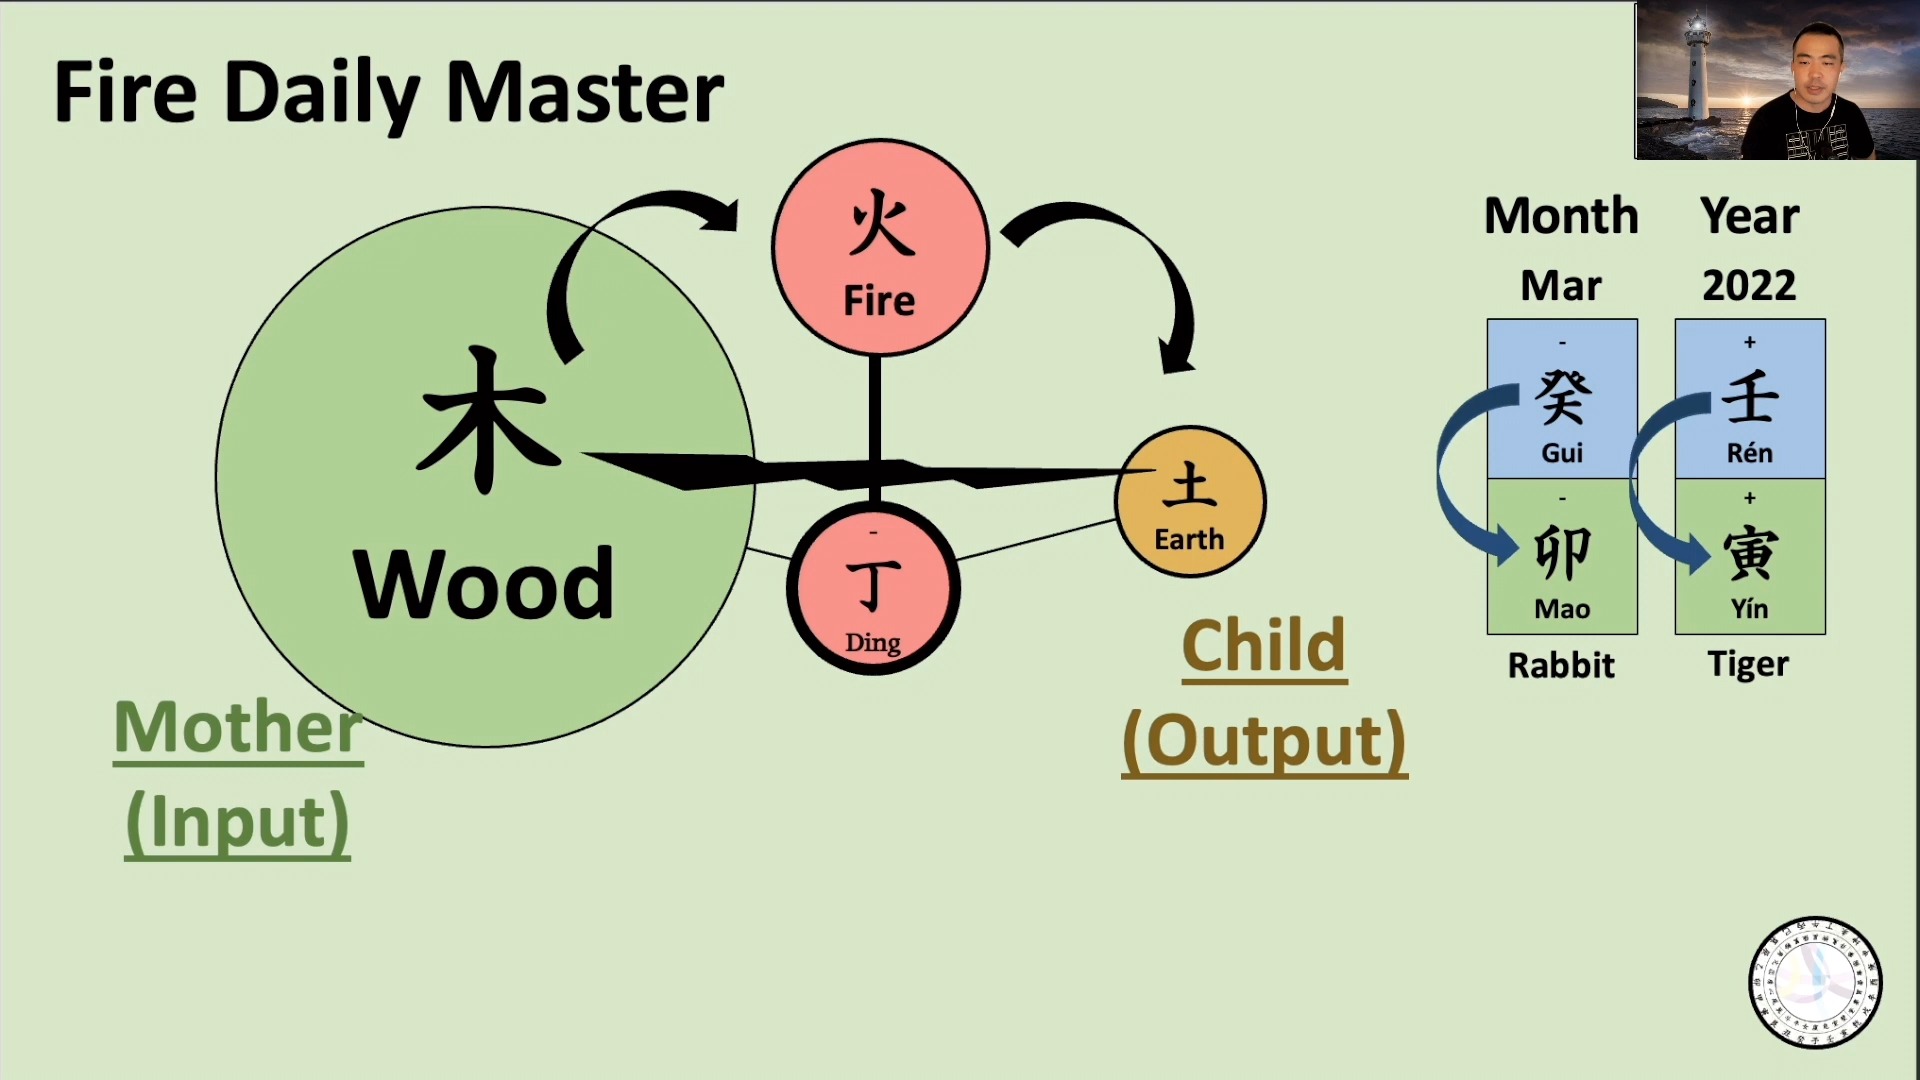 Fire Daily Master
火
Fire
木
Wood
-
丁
Ding
土
Earth
Mother
(Input)
Child
(Output)
Month
Year
Mar
2022
-
+
癸
壬
Gui
Rén
-
+
卯
寅
Mao
Yín
Rabbit
Tiger